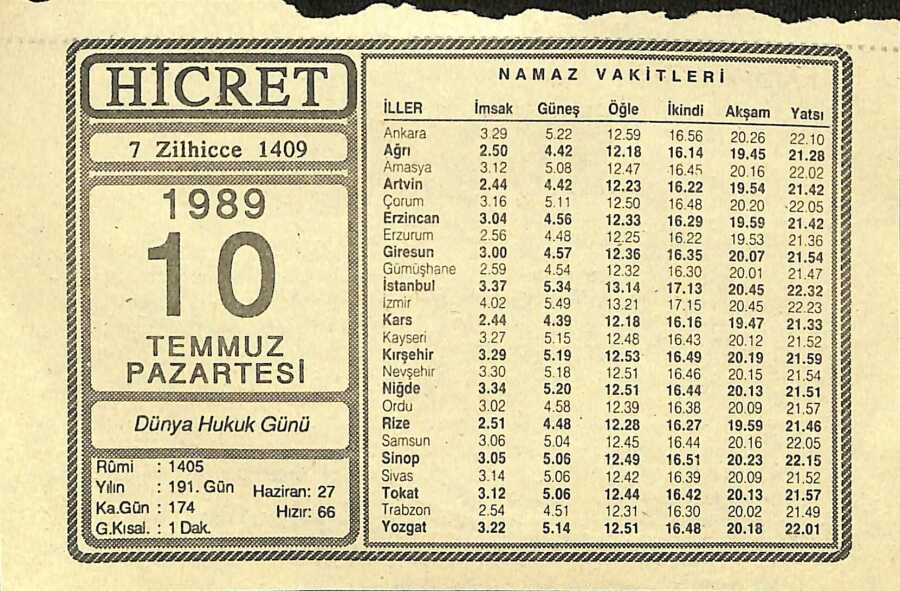 HİCRET
7 Zilhicce 1409
1989
10
TEMMUZ
PAZARTESİ
Dünya Hukuk Günü
Rûmi : 1405
Yılın : 191. Gün Haziran: 27
Ka.Gün : 174 Hızır: 66
G.Kısal. : 1 Dak.
NAMAZ VAKİTLERİ
İLLER İmsak Güneş Öğle İkindi Akşam Yatsı
Ankara 3.29 5.22 12.59 16.56 20.26 22.10
Ağrı 2.50 4.42 12.18 16.14 19.45 21.28
Amasya 3.12 5.08 12.47 16.45 20.16 22.02
Artvin 2.44 4.42 12.23 16.22 19.54 21.42
Çorum 3.16 5.11 12.50 16.48 20.20 22.05
Erzincan 3.04 4.56 12.33 16.29 19.59 21.42
Erzurum 2.56 4.48 12.25 16.22 19.53 21.36
Giresun 3.00 4.57 12.36 16.35 20.07 21.54
Gümüşhane 2.59 4.54 12.32 16.30 20.01 21.47
İstanbul 3.37 5.34 13.14 17.13 20.45 22.32
İzmir 4.02 5.49 13.21 17.15 20.45 22.23
Kars 2.44 4.39 12.18 16.16 19.47 21.33
Kayseri 3.27 5.15 12.48 16.43 20.12 21.52
Kırşehir 3.29 5.19 12.53 16.49 20.19 21.59
Nevşehir 3.30 5.18 12.51 16.46 20.15 21.54
Niğde 3.34 5.20 12.51 16.44 20.13 21.51
Ordu 3.02 4.58 12.39 16.38 20.09 21.57
Rize 2.51 4.48 12.28 16.27 19.59 21.46
Samsun 3.06 5.04 12.45 16.44 20.16 22.05
Sinop 3.05 5.06 12.49 16.51 20.23 22.15
Sivas 3.14 5.06 12.42 16.39 20.09 21.52
Tokat 3.12 5.06 12.44 16.42 20.13 21.57
Trabzon 2.54 4.51 12.31 16.30 20.02 21.49
Yozgat 3.22 5.14 12.51 16.48 20.18 22.01